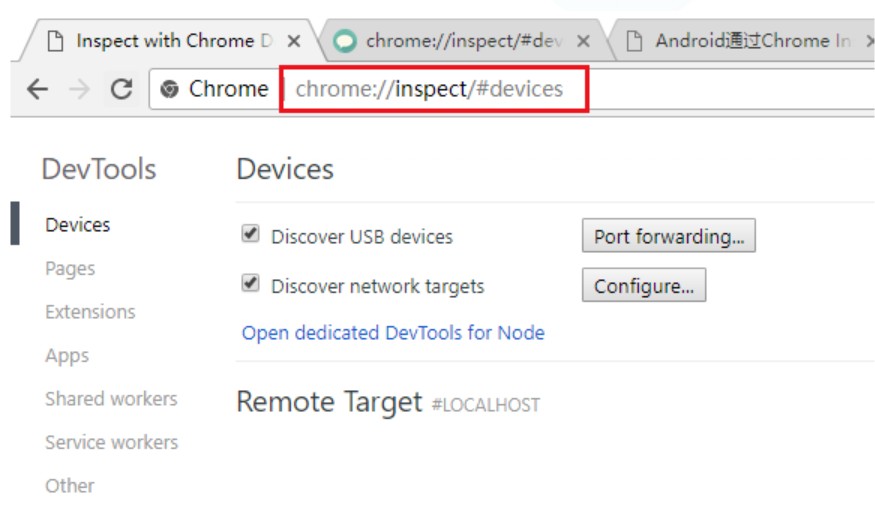 Inspect with Chrome D
chrome://inspect/#dev
Android通过Chrome In
Chrome
chrome://inspect/#devices
DevTools
Devices
Pages
Extensions
Apps
Shared workers
Service workers
Other
Devices
Discover USB devices
Port forwarding...
Discover network targets
Configure...
Open dedicated DevTools for Node
Remote Target #LOCALHOST